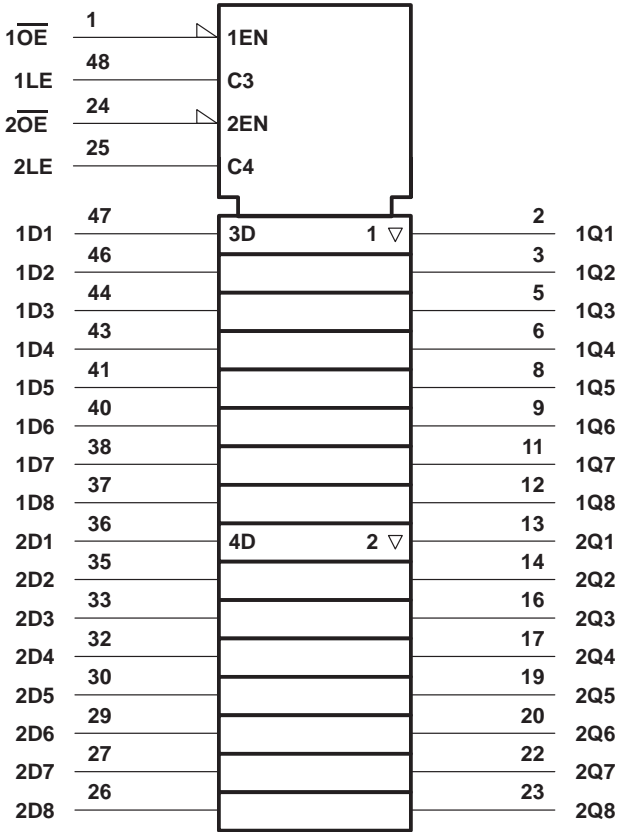 1O̅E̅ 1 1EN
1LE 48 C3
2O̅E̅ 24 2EN
2LE 25 C4
1D1 47 3D 1 ▽ 2 1Q1
1D2 46 3 1Q2
1D3 44 5 1Q3
1D4 43 6 1Q4
1D5 41 8 1Q5
1D6 40 9 1Q6
1D7 38 11 1Q7
1D8 37 12 1Q8
2D1 36 4D 2 ▽ 13 2Q1
2D2 35 14 2Q2
2D3 33 16 2Q3
2D4 32 17 2Q4
2D5 30 19 2Q5
2D6 29 20 2Q6
2D7 27 22 2Q7
2D8 26 23 2Q8